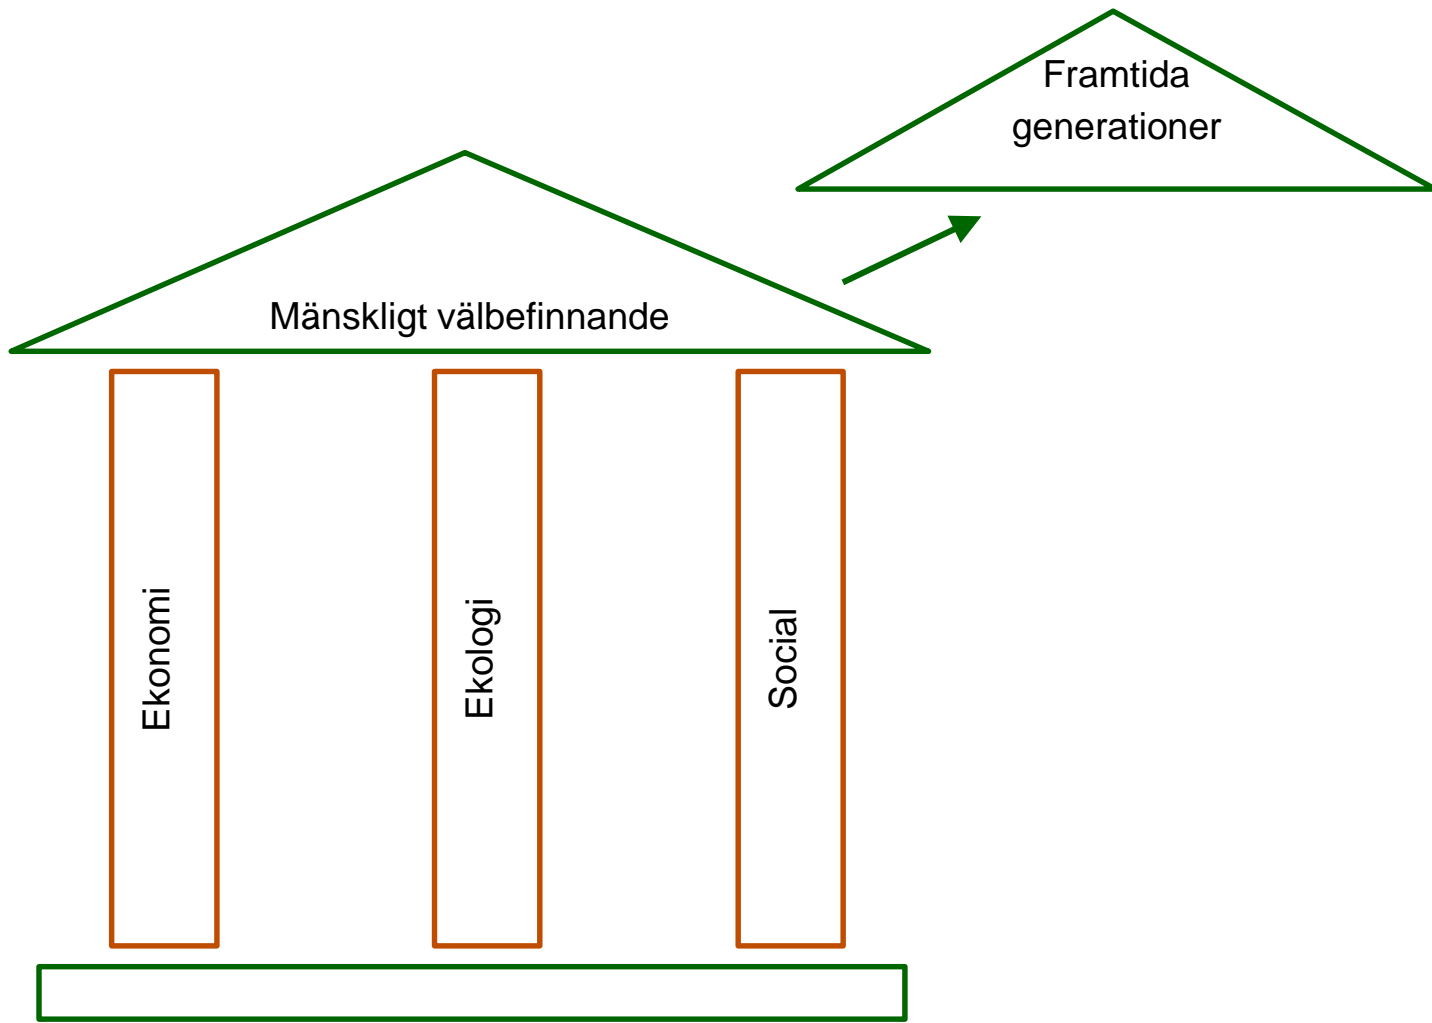 Framtida
generationer
Mänskligt välbefinnande
Ekonomi
Ekologi
Social